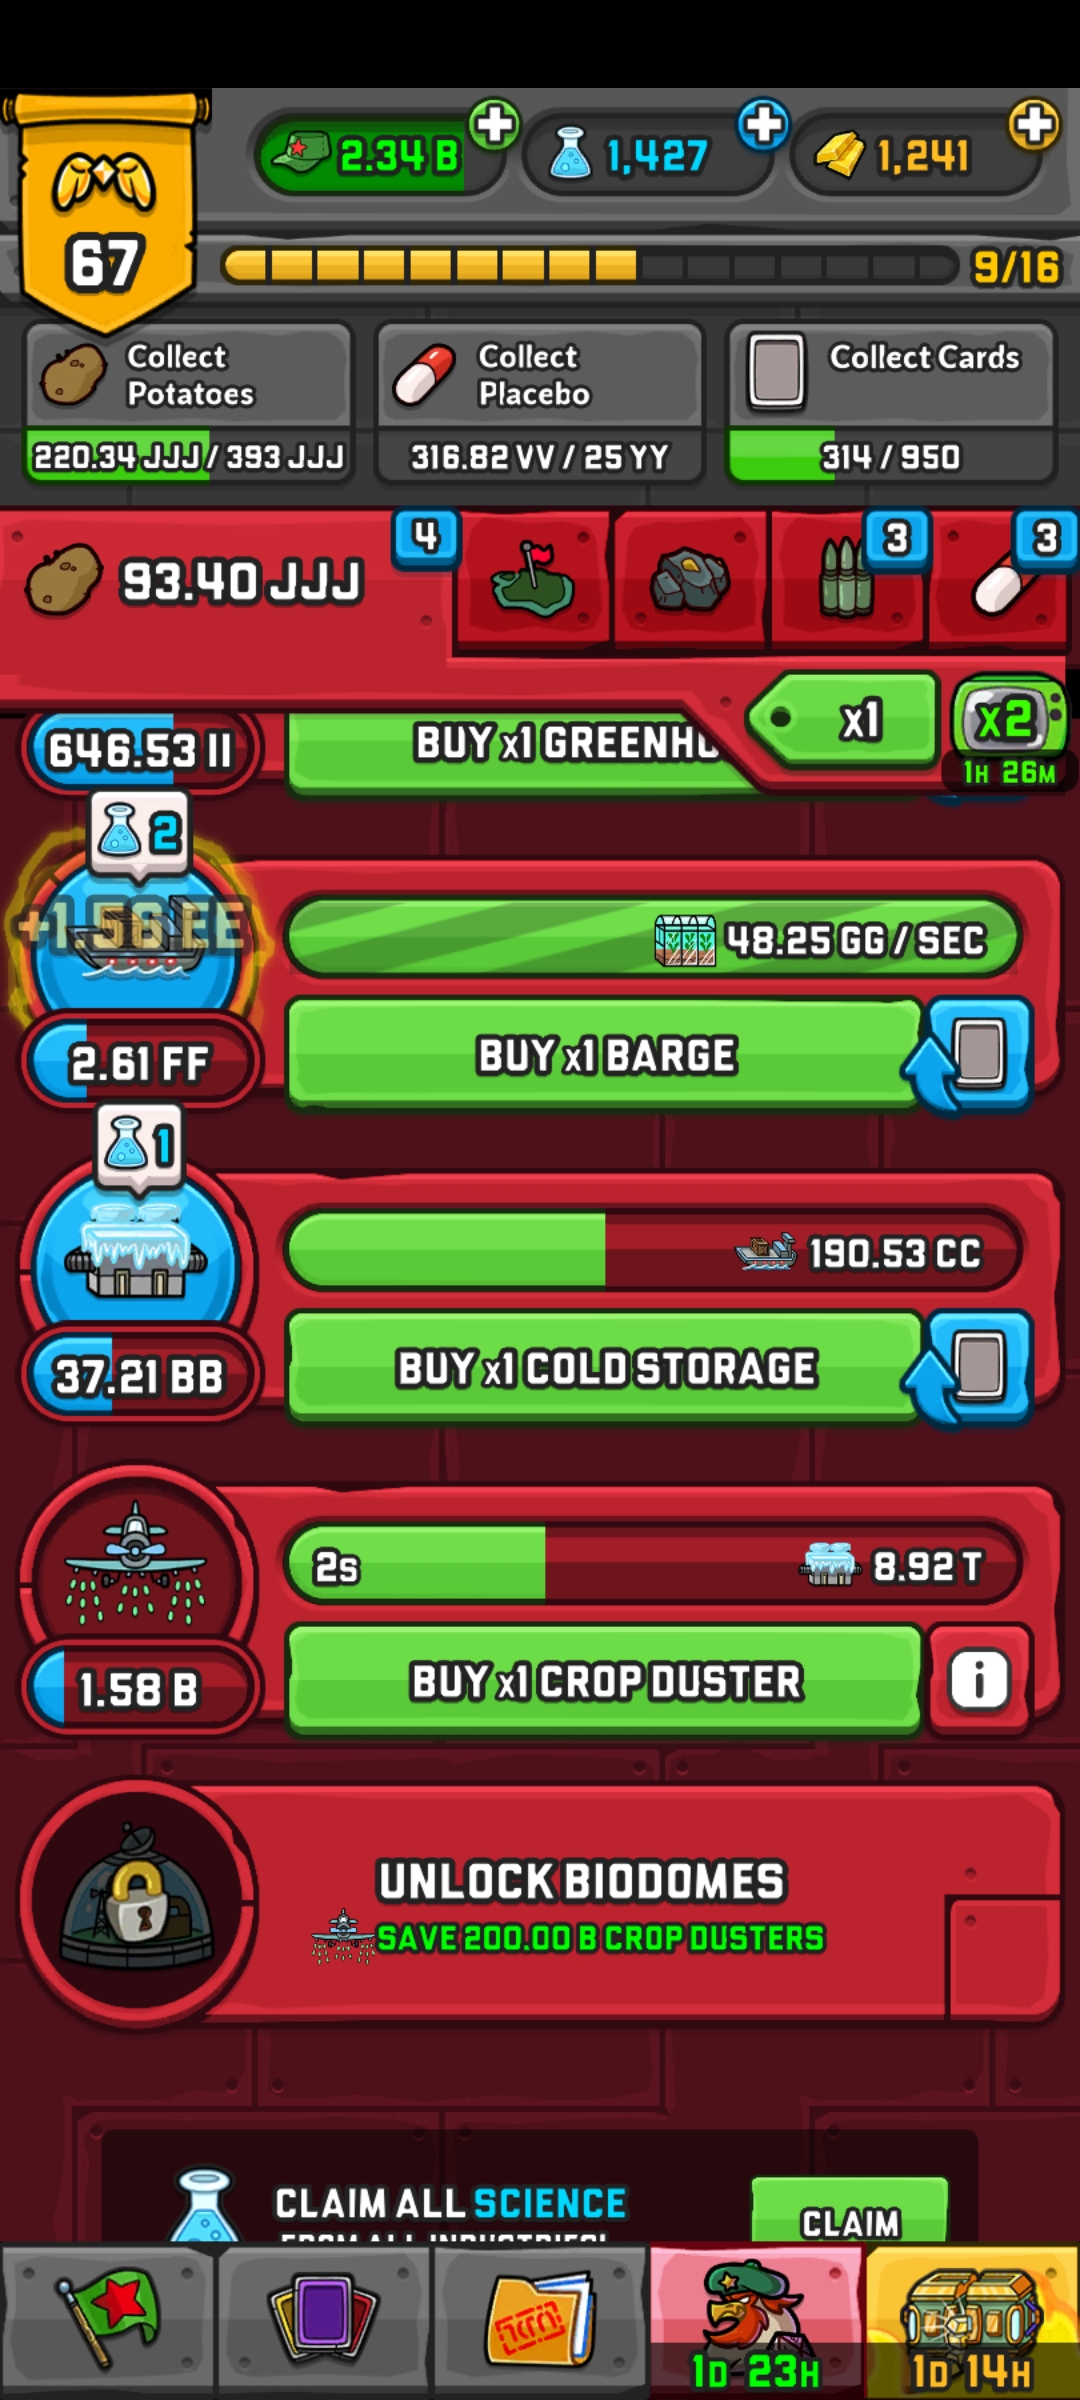 2.34 B
1,427
1,241
67
9/16
Collect
Potatoes
220.34 JJJ / 393 JJJ
Collect
Placebo
316.82 VV / 25 YY
Collect Cards
314 / 950
93.40 JJJ
4
3
3
x1
x2
1H 26M
646.53 II
BUY x1 GREENHO
2
+1.56 EE
48.25 GG / SEC
2.61 FF
BUY x1 BARGE
1
190.53 CC
37.21 BB
BUY x1 COLD STORAGE
2s
8.92 T
1.58 B
BUY x1 CROP DUSTER
i
UNLOCK BIODOMES
SAVE 200.00 B CROP DUSTERS
CLAIM ALL SCIENCE
FROM ALL INDUSTRIES!
CLAIM
1D 23H
1D 14H